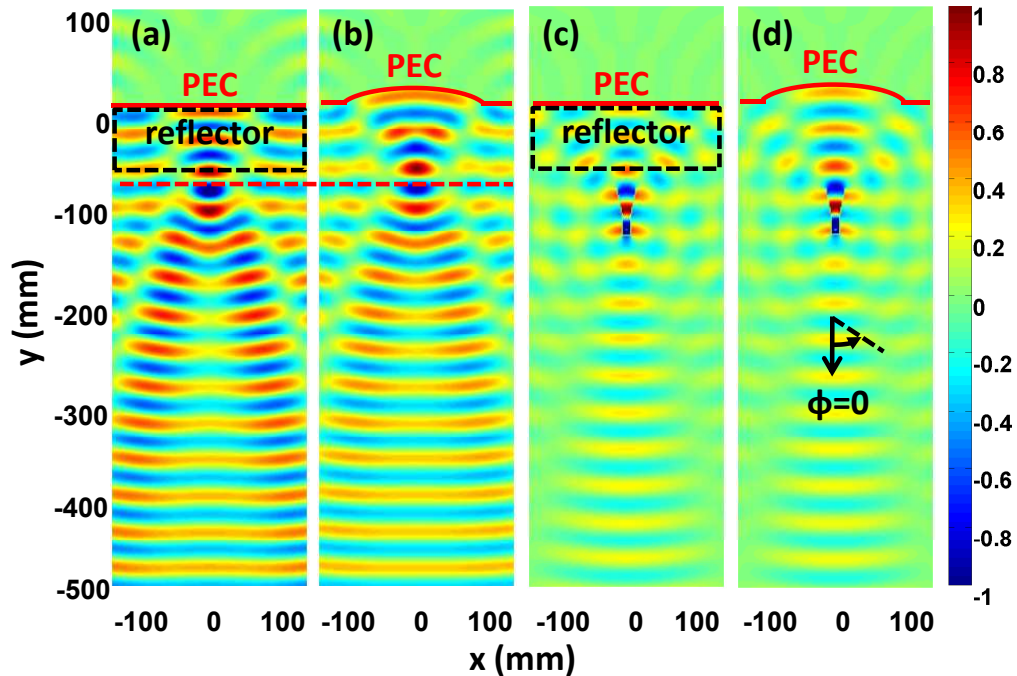 (a) (b) (c) (d)
PEC PEC PEC PEC
reflector reflector
100
0
-100
-200
-300
-400
-500
y (mm)
ϕ=0
1
0.8
0.6
0.4
0.2
0
-0.2
-0.4
-0.6
-0.8
-1
-100 0 100 -100 0 100 -100 0 100 -100 0 100
x (mm)